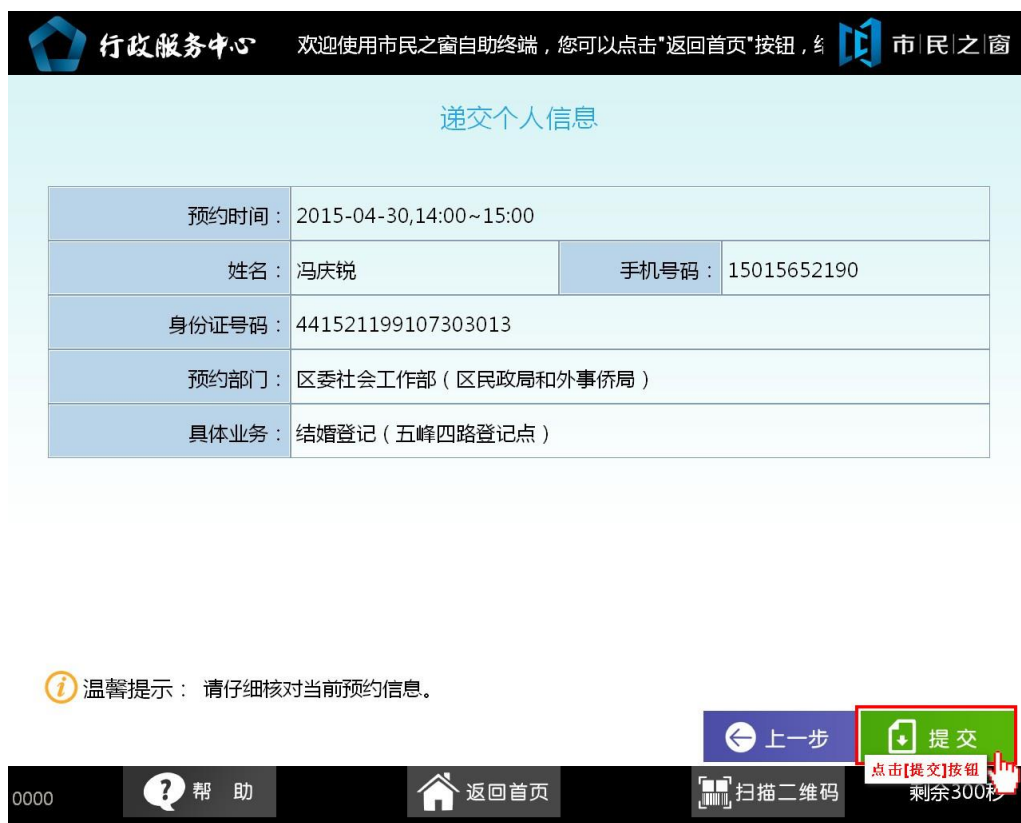 行政服务中心 欢迎使用市民之窗自助终端，您可以点击"返回首页"按钮， 市民之窗
递交个人信息
预约时间： 2015-04-30,14:00~15:00
姓名： 冯庆锐 手机号码： 15015652190
身份证号码： 441521199107303013
预约部门： 区委社会工作部（区民政局和外事侨局）
具体业务： 结婚登记（五峰四路登记点）
温馨提示： 请仔细核对当前预约信息。
上一步 提交
点击[提交]按钮
0000 帮 助 返回首页 扫描二维码 剩余300秒